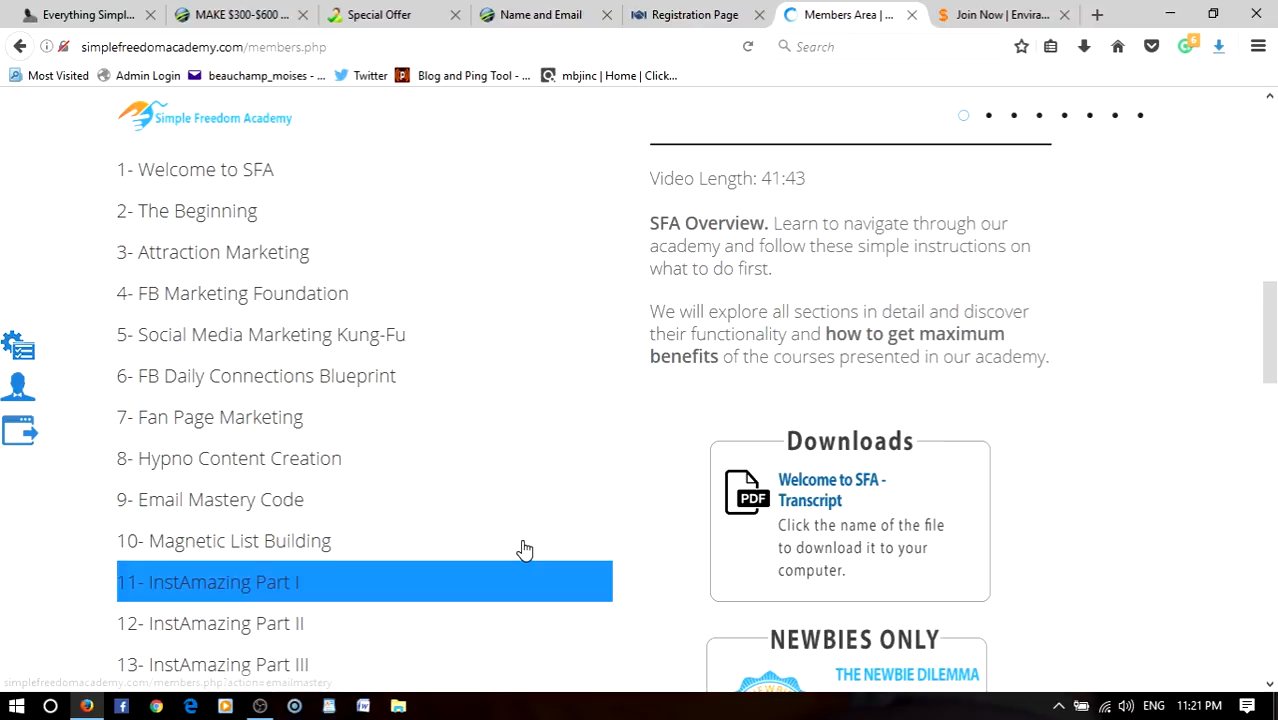 Everything Simpl...
MAKE $300-$600 ...
Special Offer
Name and Email
Registration Page
Members Area | ...
Join Now | Envira...
simplefreedomacademy.com/members.php
Search
6
Most Visited
Admin Login
beauchamp_moises - ...
Twitter
Blog and Ping Tool - ...
mbjinc | Home | Click...
Simple Freedom Academy
1- Welcome to SFA
2- The Beginning
3- Attraction Marketing
4- FB Marketing Foundation
5- Social Media Marketing Kung-Fu
6- FB Daily Connections Blueprint
7- Fan Page Marketing
8- Hypno Content Creation
9- Email Mastery Code
10- Magnetic List Building
11- InstAmazing Part I
12- InstAmazing Part II
13- InstAmazing Part III
simplefreedomacademy.com/members.php?action=emailmastery
Video Length: 41:43
SFA Overview. Learn to navigate through our
academy and follow these simple instructions on
what to do first.
We will explore all sections in detail and discover
their functionality and how to get maximum
benefits of the courses presented in our academy.
Downloads
PDF
Welcome to SFA -
Transcript
Click the name of the file
to download it to your
computer.
NEWBIES ONLY
THE NEWBIE DILEMMA
ENG
11:21 PM